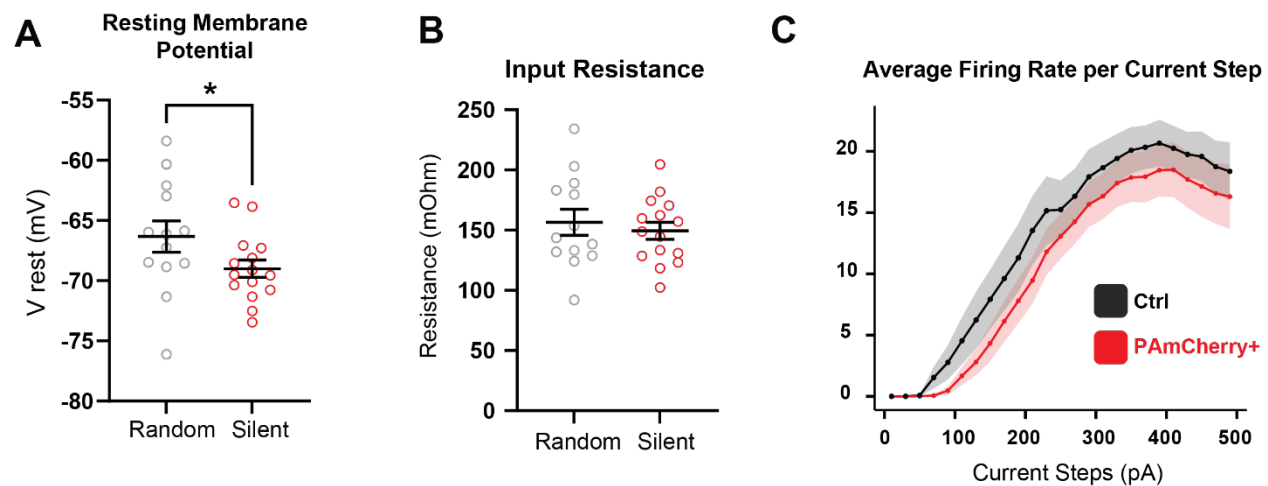 A
Resting Membrane
Potential
*
V rest (mV)
-55
-60
-65
-70
-75
-80
Random
Silent
B
Input Resistance
Resistance (mOhm)
250
200
150
100
50
0
Random
Silent
C
Average Firing Rate per Current Step
20
15
10
5
0
Ctrl
PAmCherry+
0
100
200
300
400
500
Current Steps (pA)